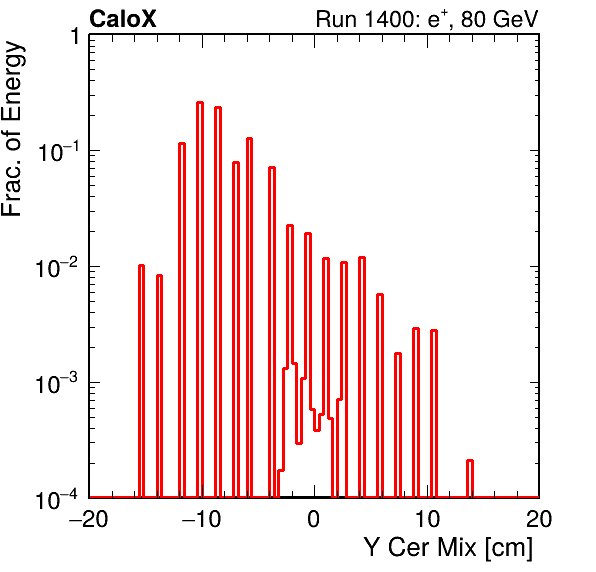 CaloX Run 1400: e⁺, 80 GeV
Frac. of Energy
1
10⁻¹
10⁻²
10⁻³
10⁻⁴
−20 −10 0 10 20
Y Cer Mix [cm]